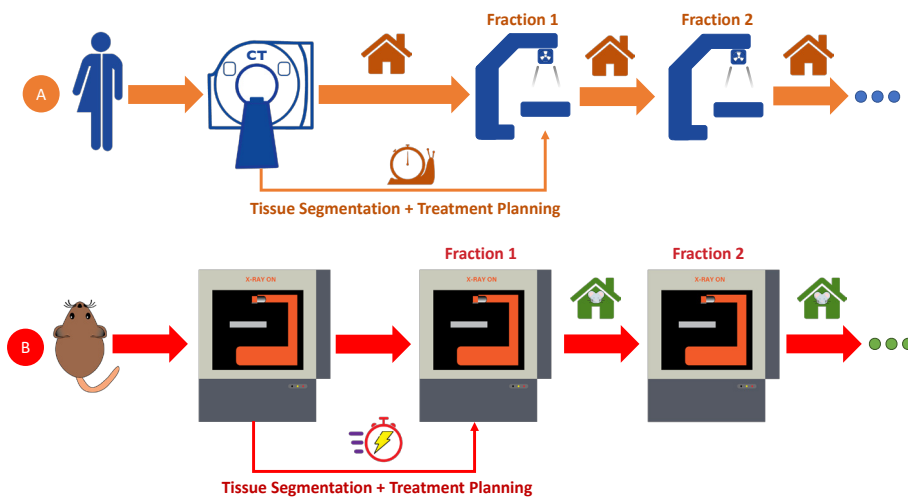 Fraction 1
Fraction 2
CT
A
Tissue Segmentation + Treatment Planning
Fraction 1
Fraction 2
X-RAY ON
X-RAY ON
X-RAY ON
B
Tissue Segmentation + Treatment Planning